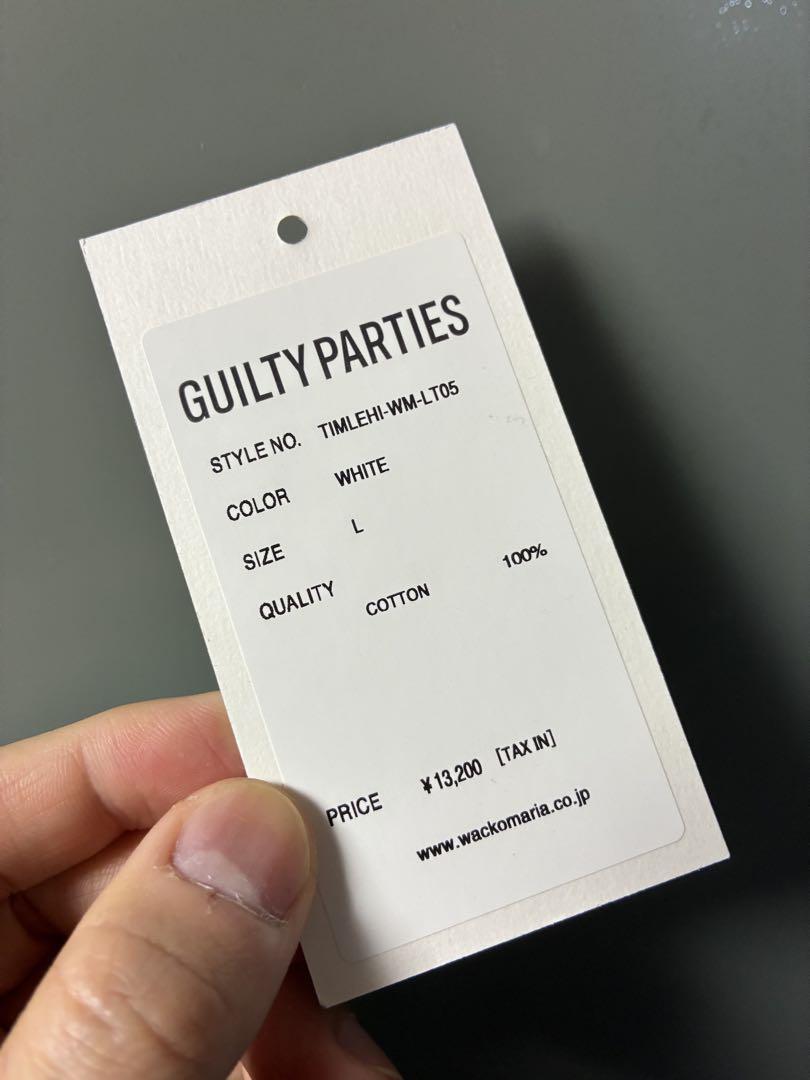 GUILTY PARTIES
STYLE NO. TIMLEHI-WM-LT05
COLOR WHITE
SIZE L
QUALITY COTTON 100%
PRICE ¥13,200 [TAX IN]
www.wackomaria.co.jp